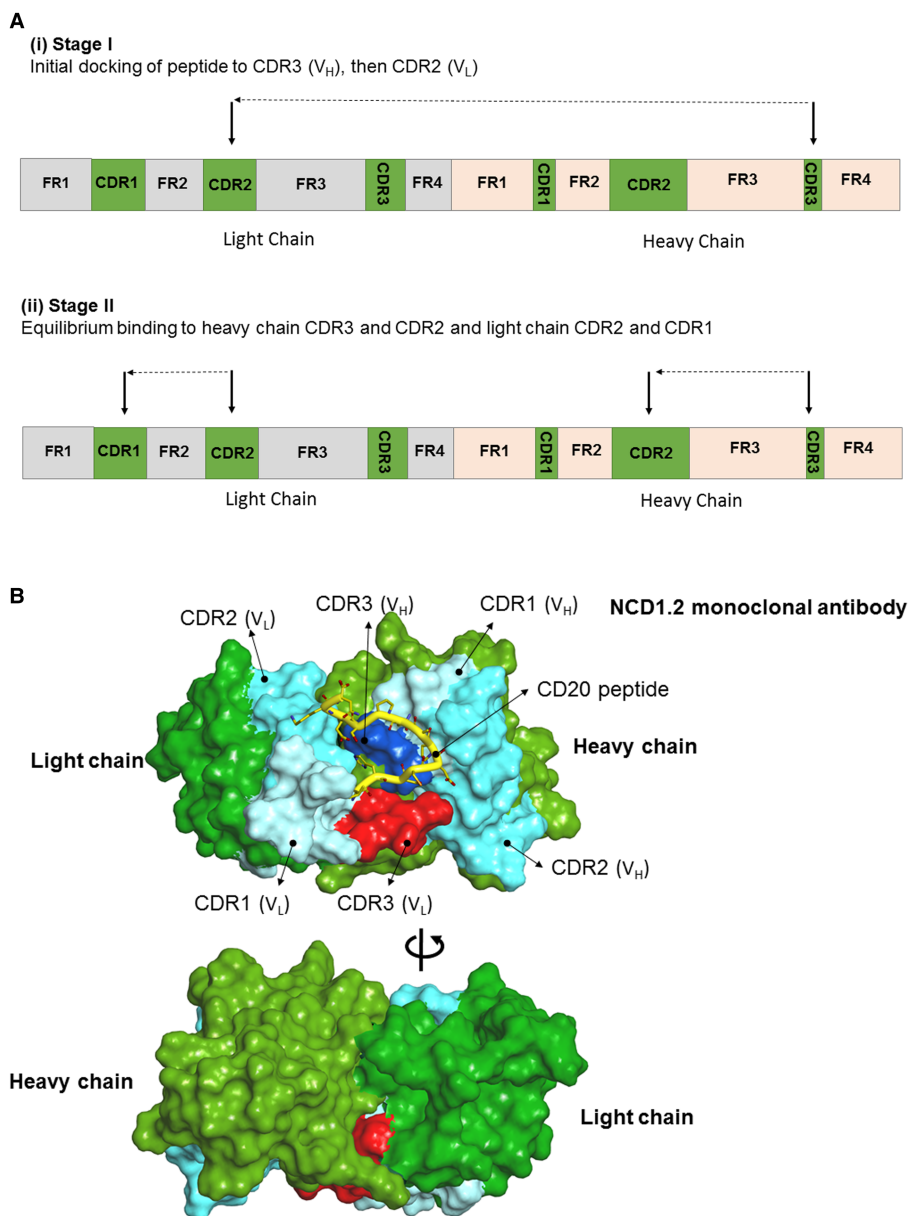 A
(i) Stage I
Initial docking of peptide to CDR3 (VH), then CDR2 (VL)
FR1 CDR1 FR2 CDR2 FR3 CDR3 FR4 FR1 CDR1 FR2 CDR2 FR3 CDR3 FR4
Light Chain Heavy Chain
(ii) Stage II
Equilibrium binding to heavy chain CDR3 and CDR2 and light chain CDR2 and CDR1
FR1 CDR1 FR2 CDR2 FR3 CDR3 FR4 FR1 CDR1 FR2 CDR2 FR3 CDR3 FR4
Light Chain Heavy Chain
B
CDR2 (VL) CDR3 (VH) CDR1 (VH) NCD1.2 monoclonal antibody
CD20 peptide
Light chain Heavy chain
CDR2 (VH)
CDR1 (VL) CDR3 (VL)
Heavy chain
Light chain